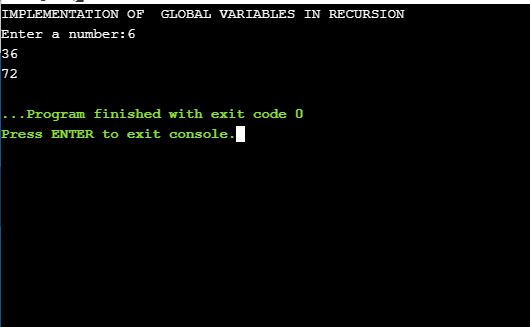 IMPLEMENTATION OF  GLOBAL VARIABLES IN RECURSION
Enter a number:6
36
72
...Program finished with exit code 0
Press ENTER to exit console.